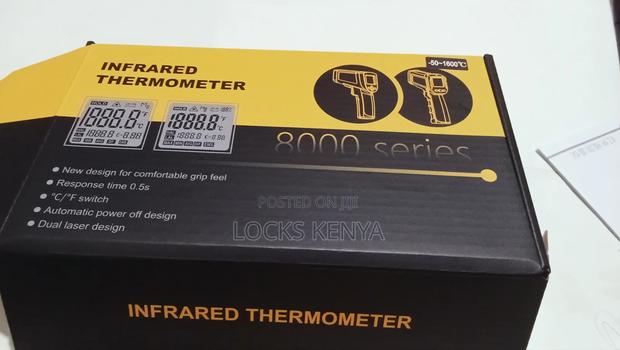 INFRARED
THERMOMETER
-50~1600°C
8000 series
New design for comfortable grip feel
Response time 0.5s
°C/°F switch
Automatic power off design
Dual laser design
POSTED ON JIJI
LOCKS KENYA
INFRARED THERMOMETER